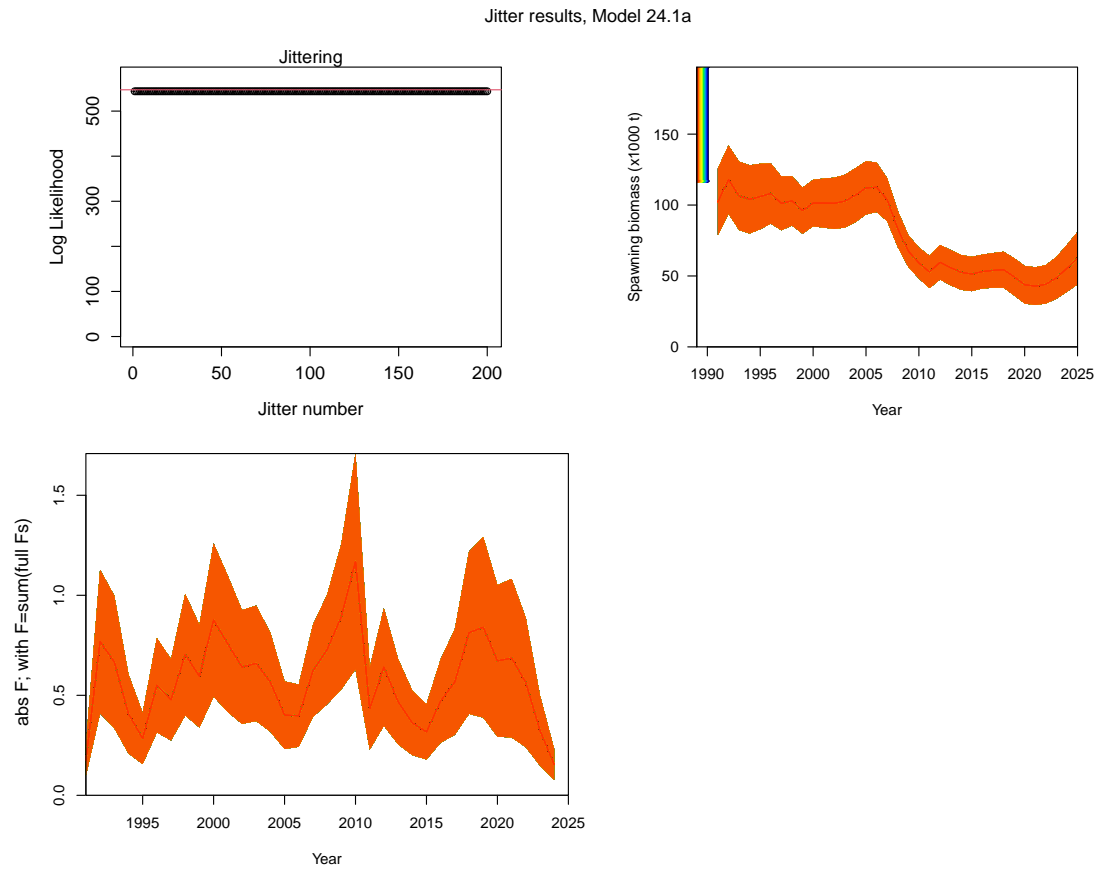 Jitter results, Model 24.1a
Jittering
Log Likelihood
0 100 300 500
0 50 100 150 200
Jitter number
Spawning biomass (x1000 t)
0 50 100 150
1990 1995 2000 2005 2010 2015 2020 2025
Year
abs F; with F=sum(full Fs)
0.0 0.5 1.0 1.5
1995 2000 2005 2010 2015 2020 2025
Year